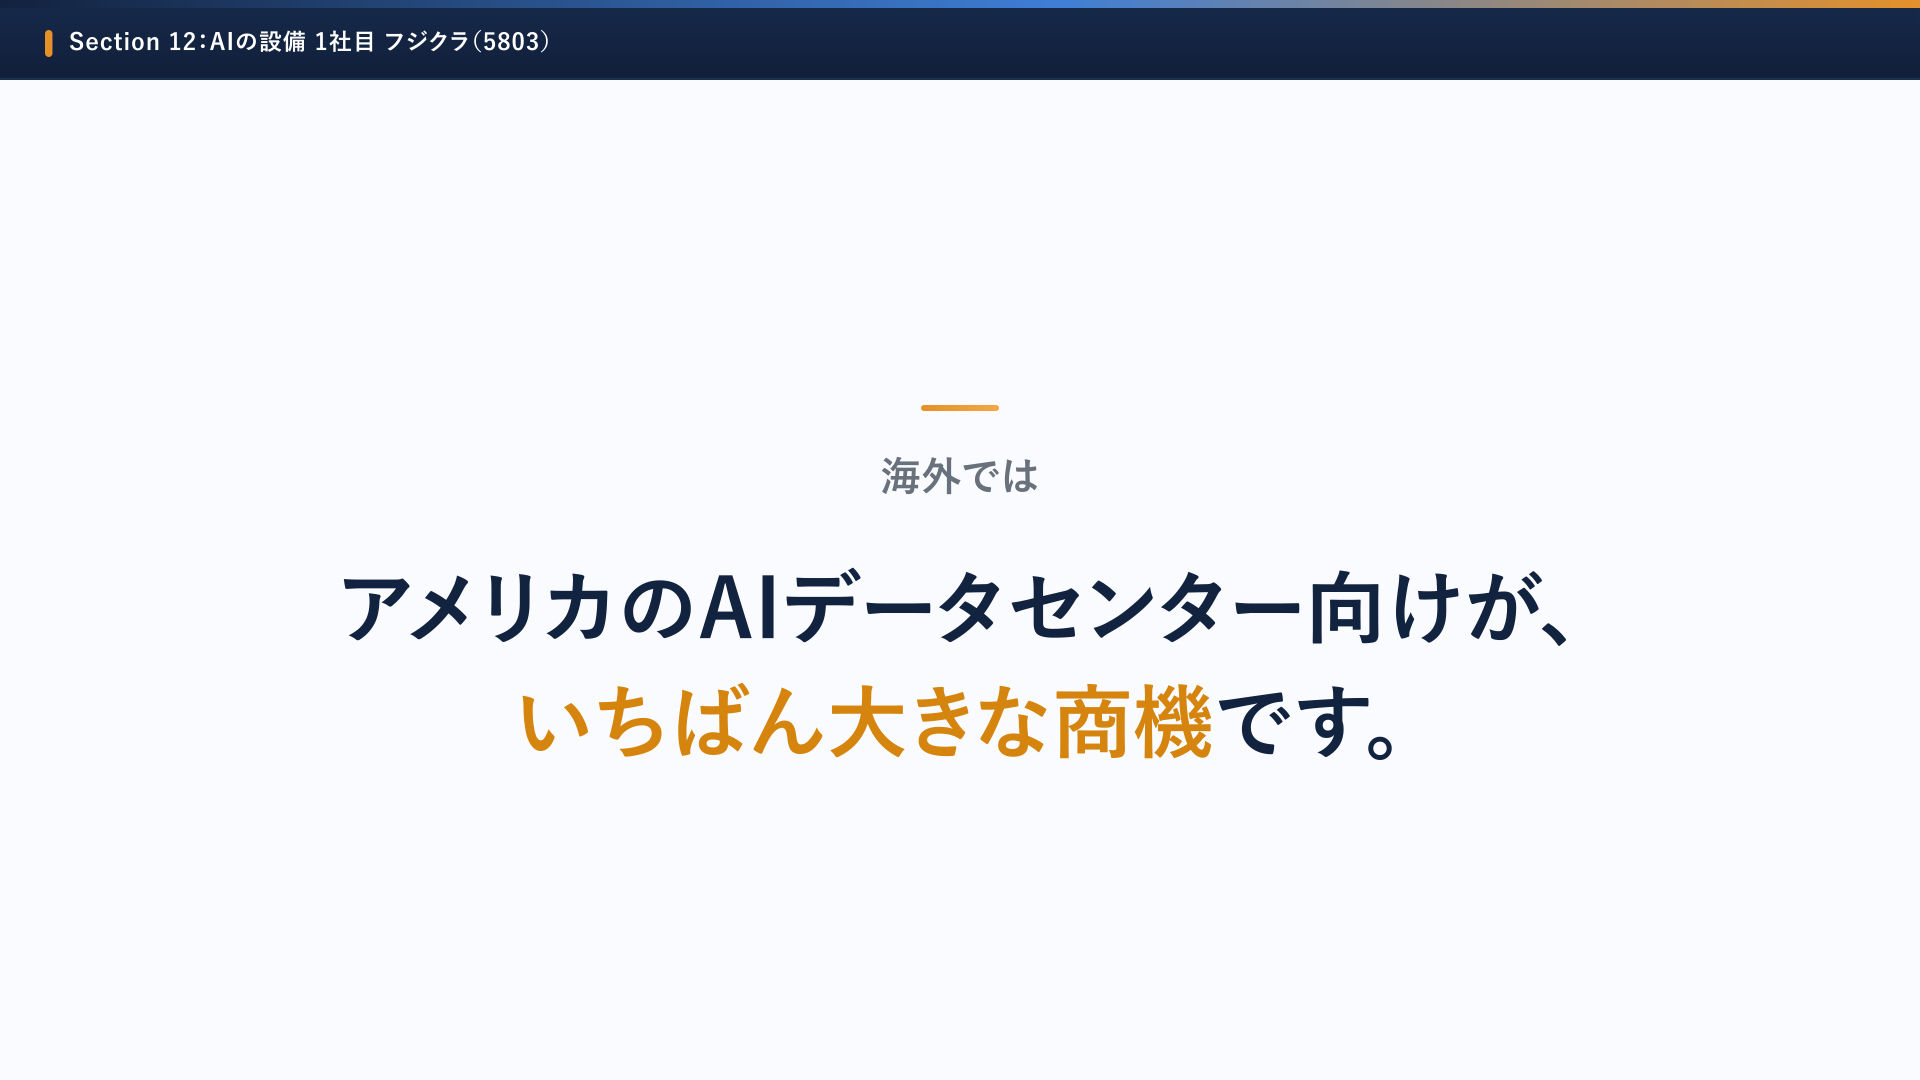 Section 12：AIの設備 1社目 フジクラ（5803）
海外では
アメリカのAIデータセンター向けが、
いちばん大きな商機です。